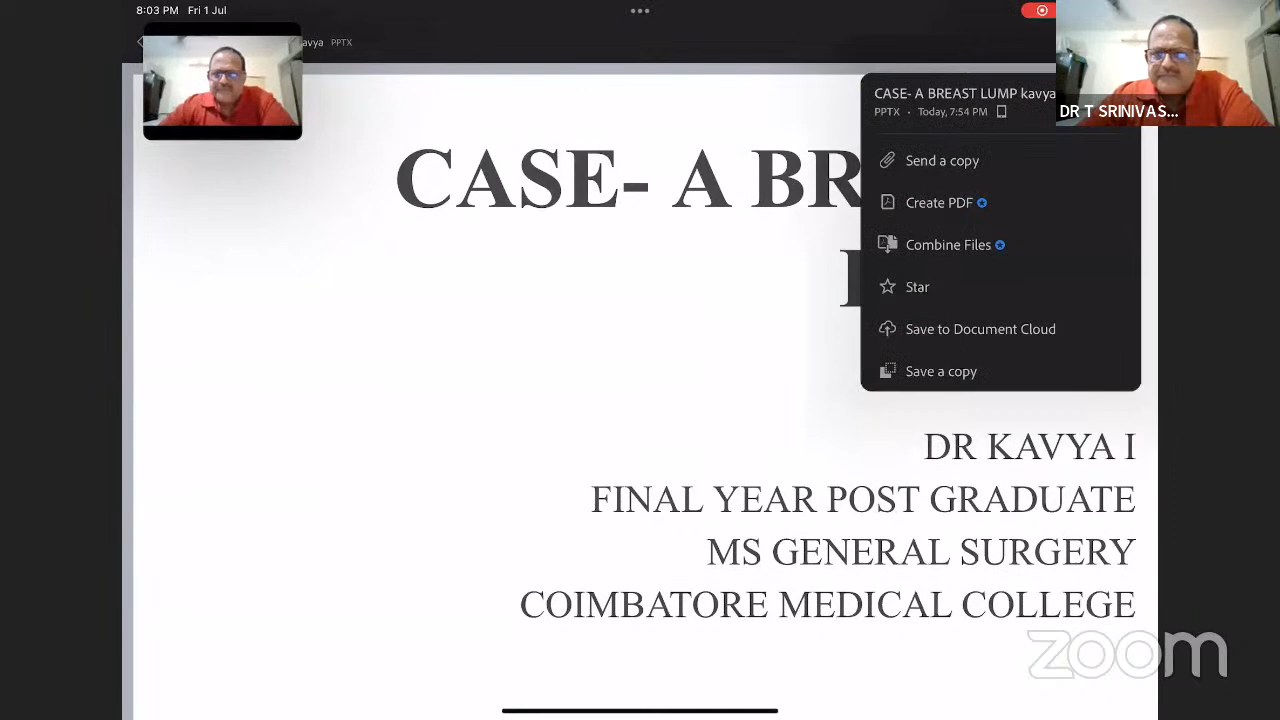 8:03 PM Fri 1 Jul
PPTX
CASE- A BREAST LUMP kavya
PPTX • Today, 7:54 PM
DR T SRINIVAS...
CASE- A BR
Send a copy
Create PDF
Combine Files
Star
Save to Document Cloud
Save a copy
DR KAVYA I
FINAL YEAR POST GRADUATE
MS GENERAL SURGERY
COIMBATORE MEDICAL COLLEGE
zoom